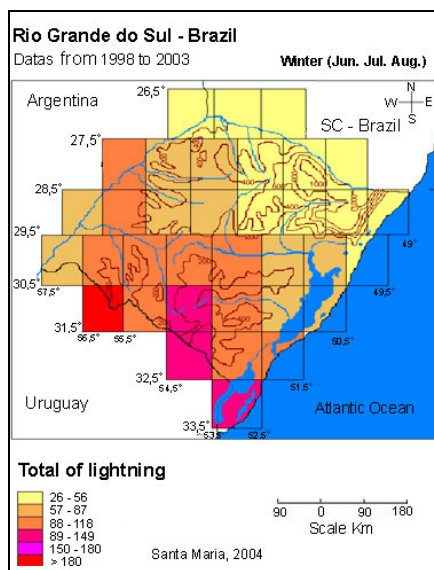 Rio Grande do Sul - Brazil
Datas from 1998 to 2003
Winter (Jun. Jul. Aug.)
Argentina
26,5°
N
W E
S
SC - Brazil
27,5°
28,5°
49°
29,5°
30,5°
57,5°
49,5°
31,5°
56,5°
55,5°
50,5°
32,5°
54,5°
51,5°
Uruguay
Atlantic Ocean
33,5°
53,5°
52,5°
Total of lightning
26 - 56
57 - 87
88 - 118
89 - 149
150 - 180
> 180
90 0 90 180
Scale Km
Santa Maria, 2004